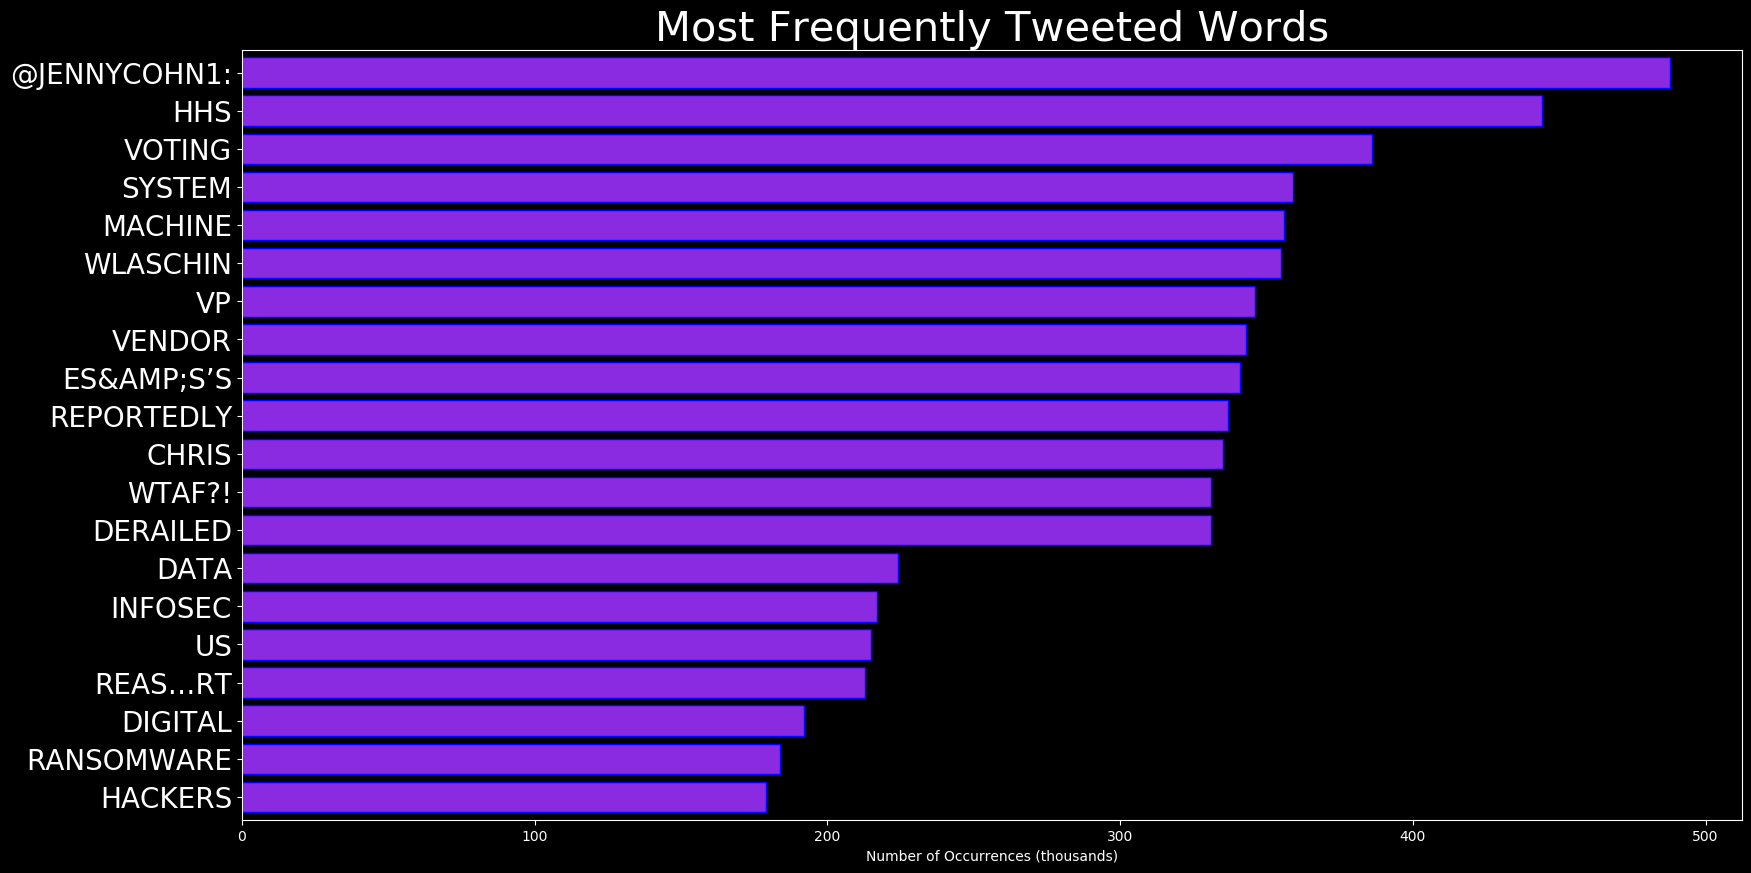 Most Frequently Tweeted Words
@JENNYCOHN1:
HHS
VOTING
SYSTEM
MACHINE
WLASCHIN
VP
VENDOR
ES&AMP;S’S
REPORTEDLY
CHRIS
WTAF?!
DERAILED
DATA
INFOSEC
US
REAS…RT
DIGITAL
RANSOMWARE
HACKERS
0 100 200 300 400 500
Number of Occurrences (thousands)